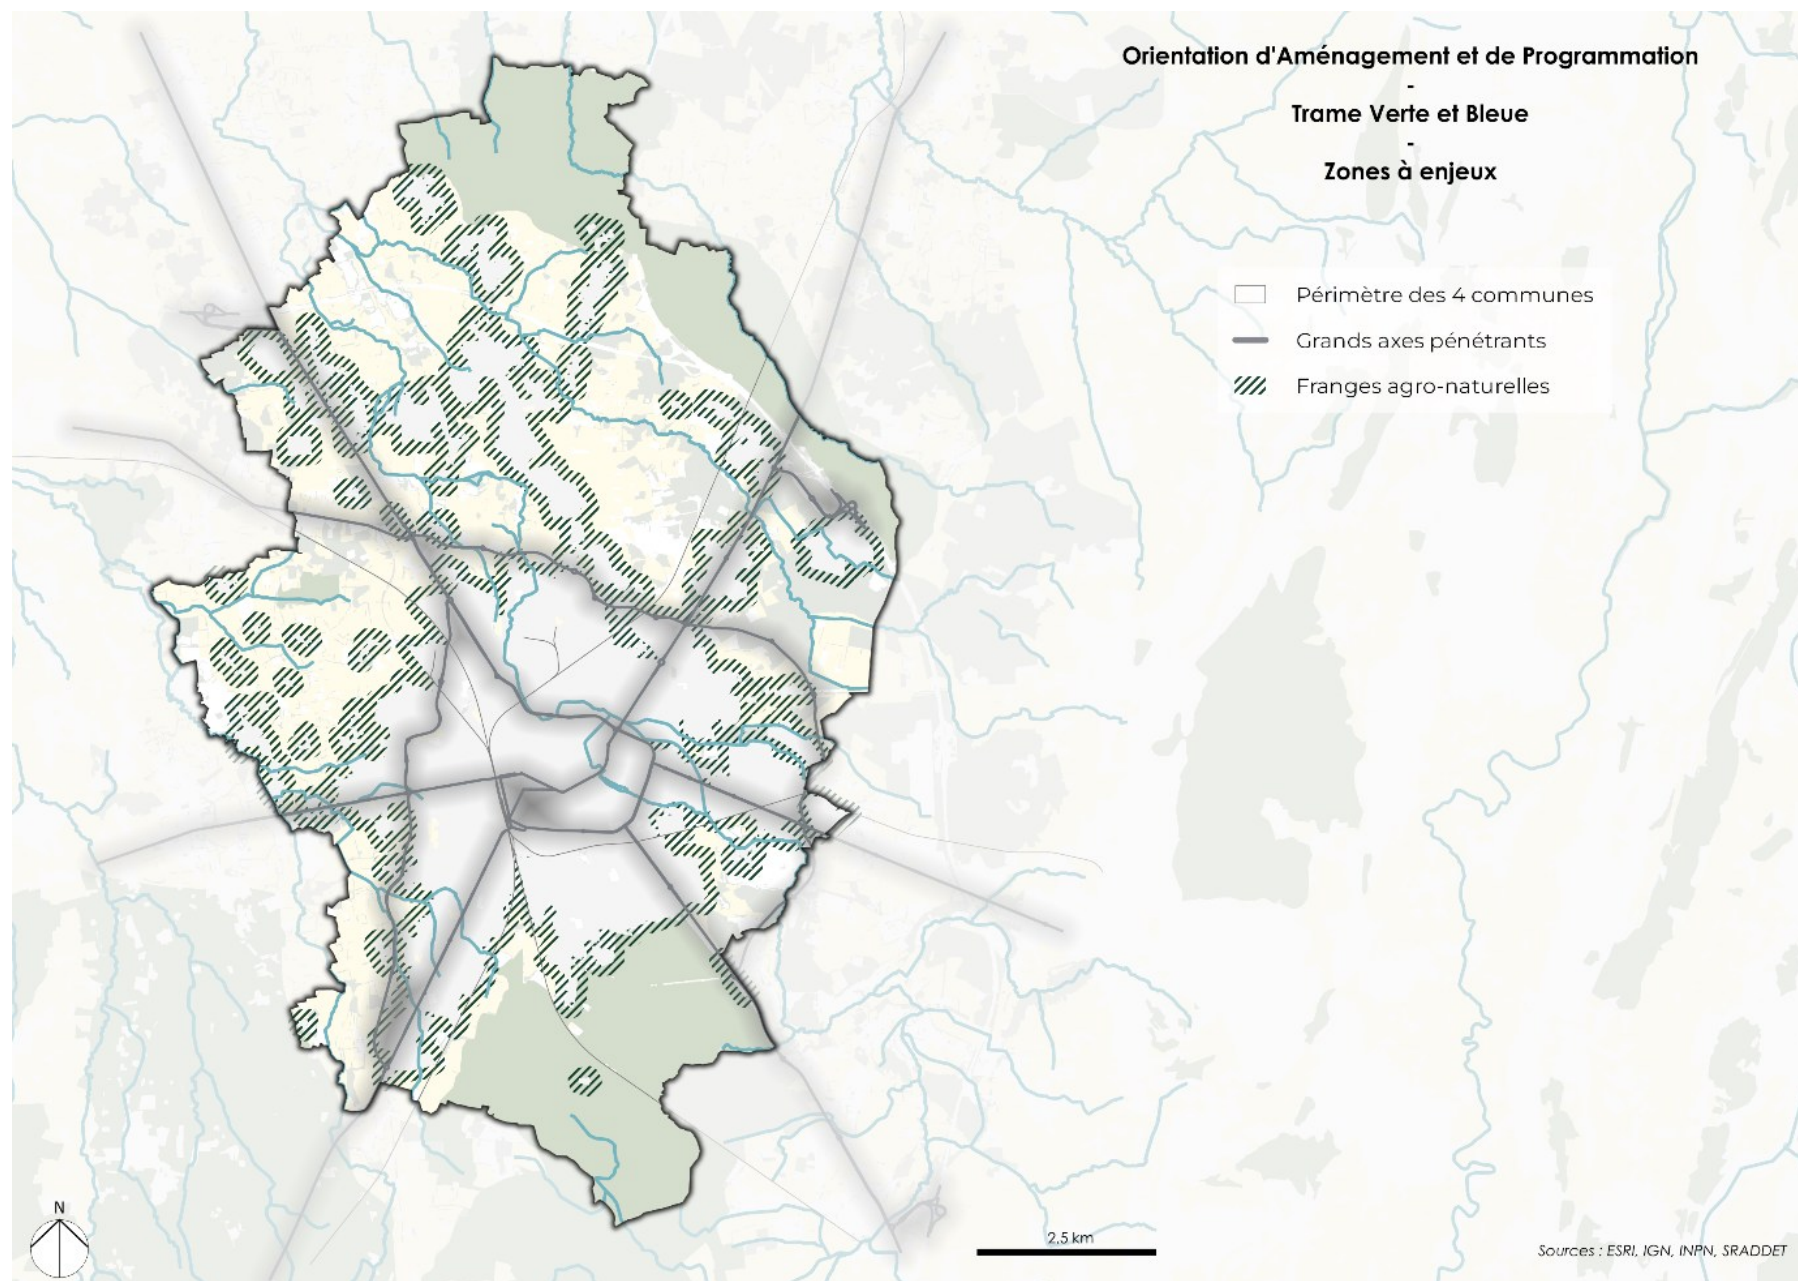 Orientation d'Aménagement et de Programmation
-
Trame Verte et Bleue
-
Zones à enjeux
Périmètre des 4 communes
Grands axes pénétrants
Franges agro-naturelles
N
2,5 km
Sources : ESRI, IGN, INPN, SRADDET